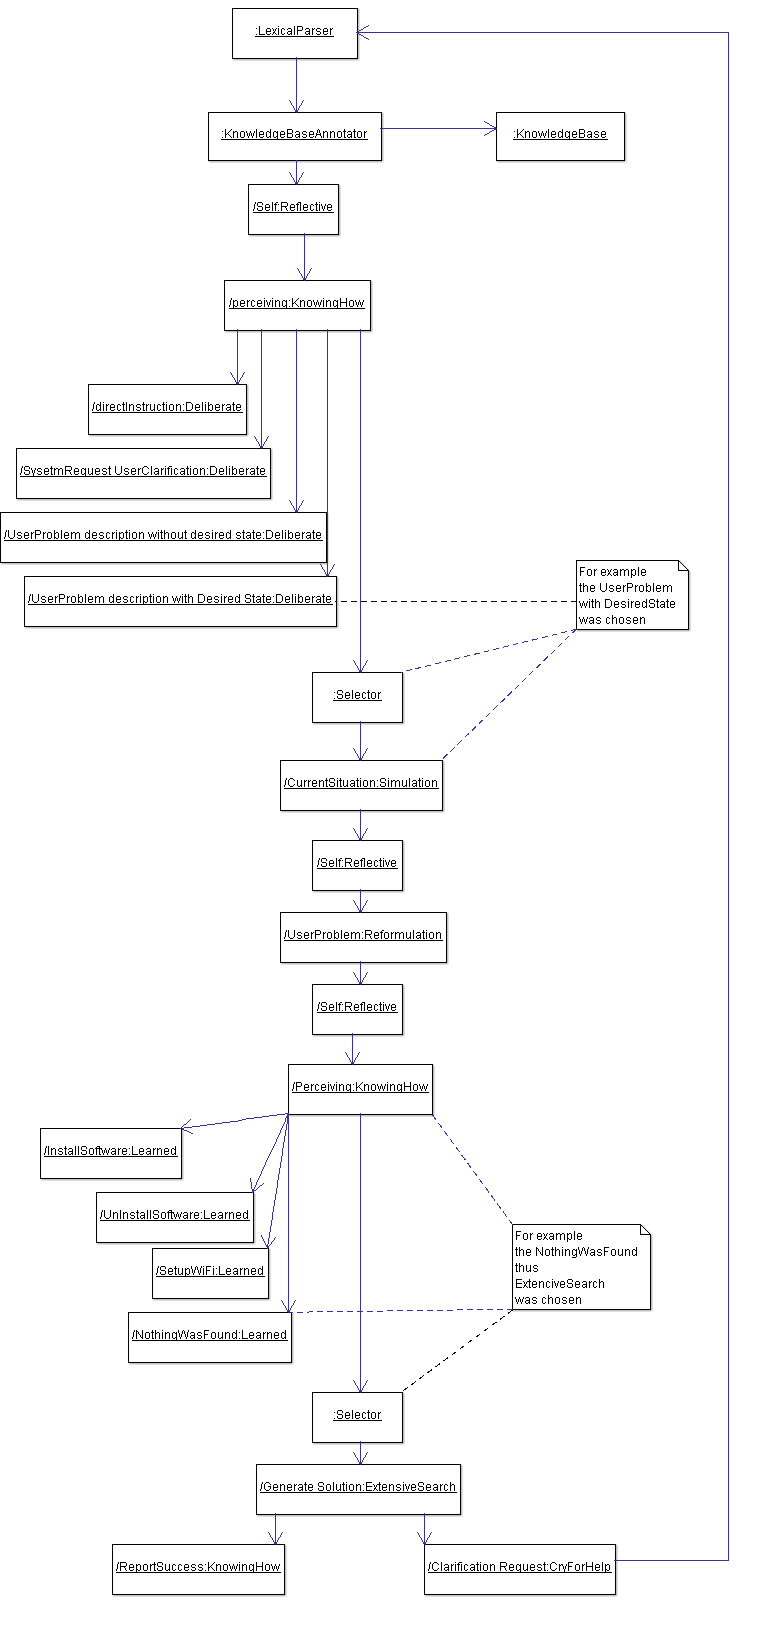 :LexicalParser
:KnowledgeBaseAnnotator
:KnowledgeBase
/Self:Reflective
/perceiving:KnowingHow
/directInstruction:Deliberate
/SysetmRequest UserClarification:Deliberate
/UserProblem description without desired state:Deliberate
/UserProblem description with Desired State:Deliberate
For example
the UserProblem
with DesiredState
was chosen
:Selector
/CurrentSituation:Simulation
/Self:Reflective
/UserProblem:Reformulation
/Self:Reflective
/Perceiving:KnowingHow
/InstallSoftware:Learned
/UnInstallSoftware:Learned
/SetupWiFi:Learned
/NothingWasFound:Learned
For example
the NothingWasFound
thus
ExtenciveSearch
was chosen
:Selector
/Generate Solution:ExtensiveSearch
/ReportSuccess:KnowingHow
/Clarification Request:CryForHelp